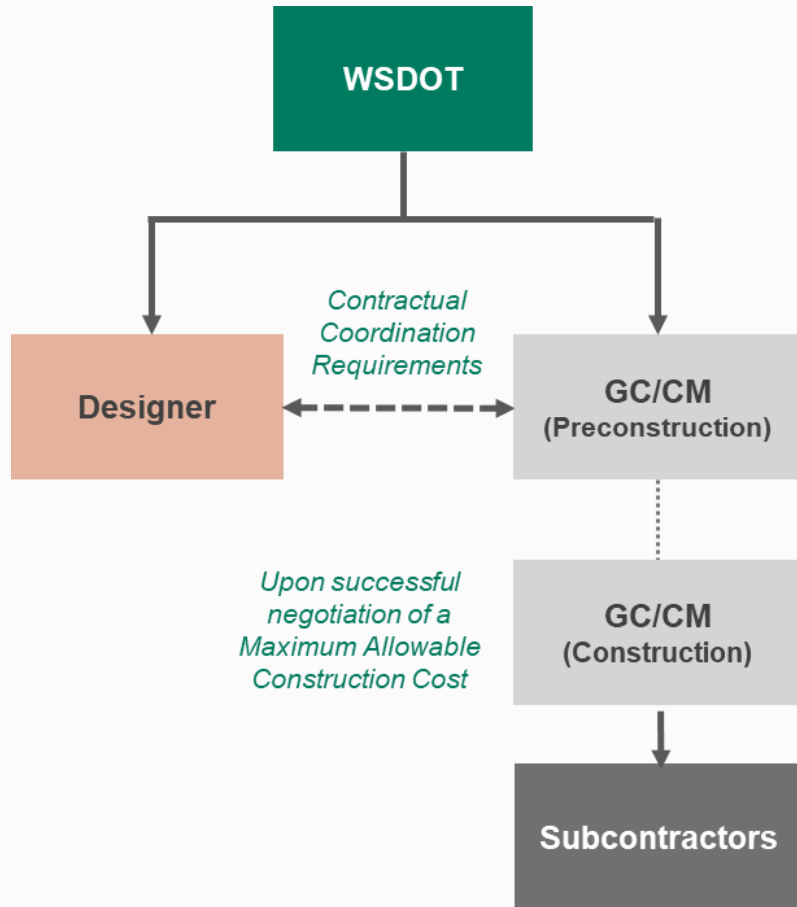 WSDOT
Contractual
Coordination
Requirements
Designer
GC/CM
(Preconstruction)
Upon successful
negotiation of a
Maximum Allowable
Construction Cost
GC/CM
(Construction)
Subcontractors